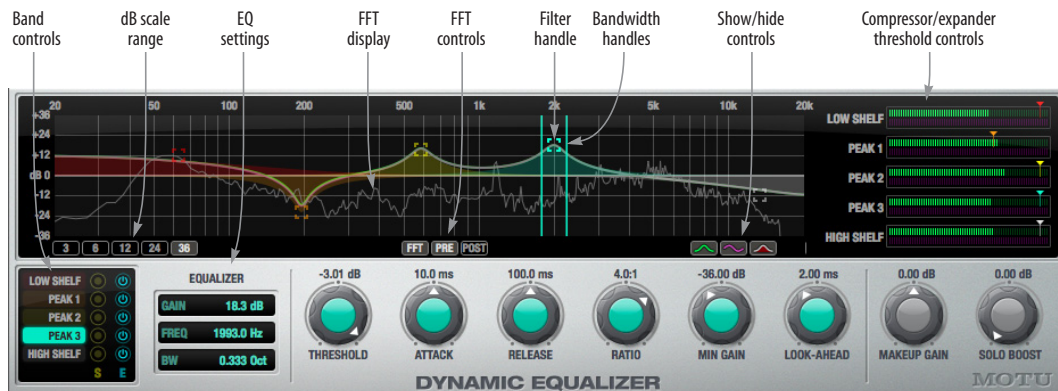 Band controls
dB scale range
EQ settings
FFT display
FFT controls
Filter handle
Bandwidth handles
Show/hide controls
Compressor/expander threshold controls
20 50 100 200 500 1k 2k 5k 10k 20k
+36
+24
+12
dB 0
-12
-24
-36
3 6 12 24 36
FFT PRE POST
LOW SHELF
PEAK 1
PEAK 2
PEAK 3
HIGH SHELF
LOW SHELF
PEAK 1
PEAK 2
PEAK 3
HIGH SHELF
S E
EQUALIZER
GAIN 18.3 dB
FREQ 1993.0 Hz
BW 0.333 Oct
-3.01 dB 10.0 ms 100.0 ms 4.0:1 -36.00 dB 2.00 ms 0.00 dB 0.00 dB
THRESHOLD ATTACK RELEASE RATIO MIN GAIN LOOK-AHEAD MAKEUP GAIN SOLO BOOST
DYNAMIC EQUALIZER
MOTU